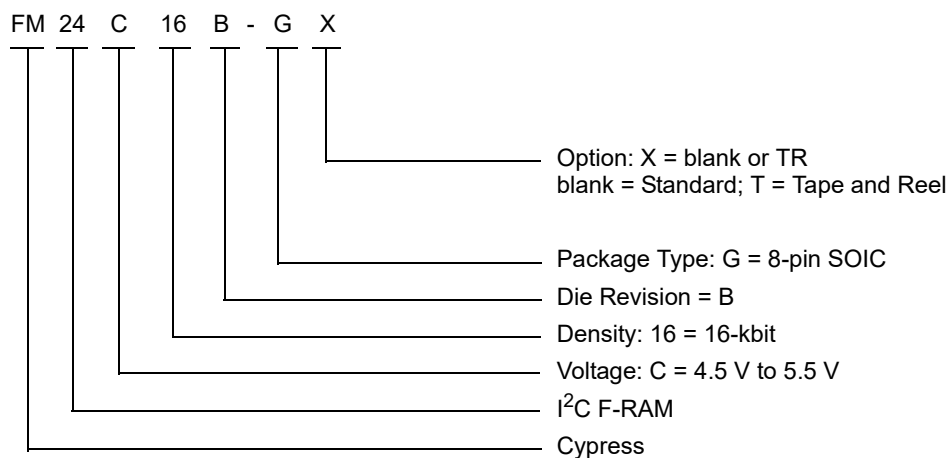 FM 24 C 16 B - G X
Option: X = blank or TR
blank = Standard; T = Tape and Reel
Package Type: G = 8-pin SOIC
Die Revision = B
Density: 16 = 16-kbit
Voltage: C = 4.5 V to 5.5 V
I²C F-RAM
Cypress